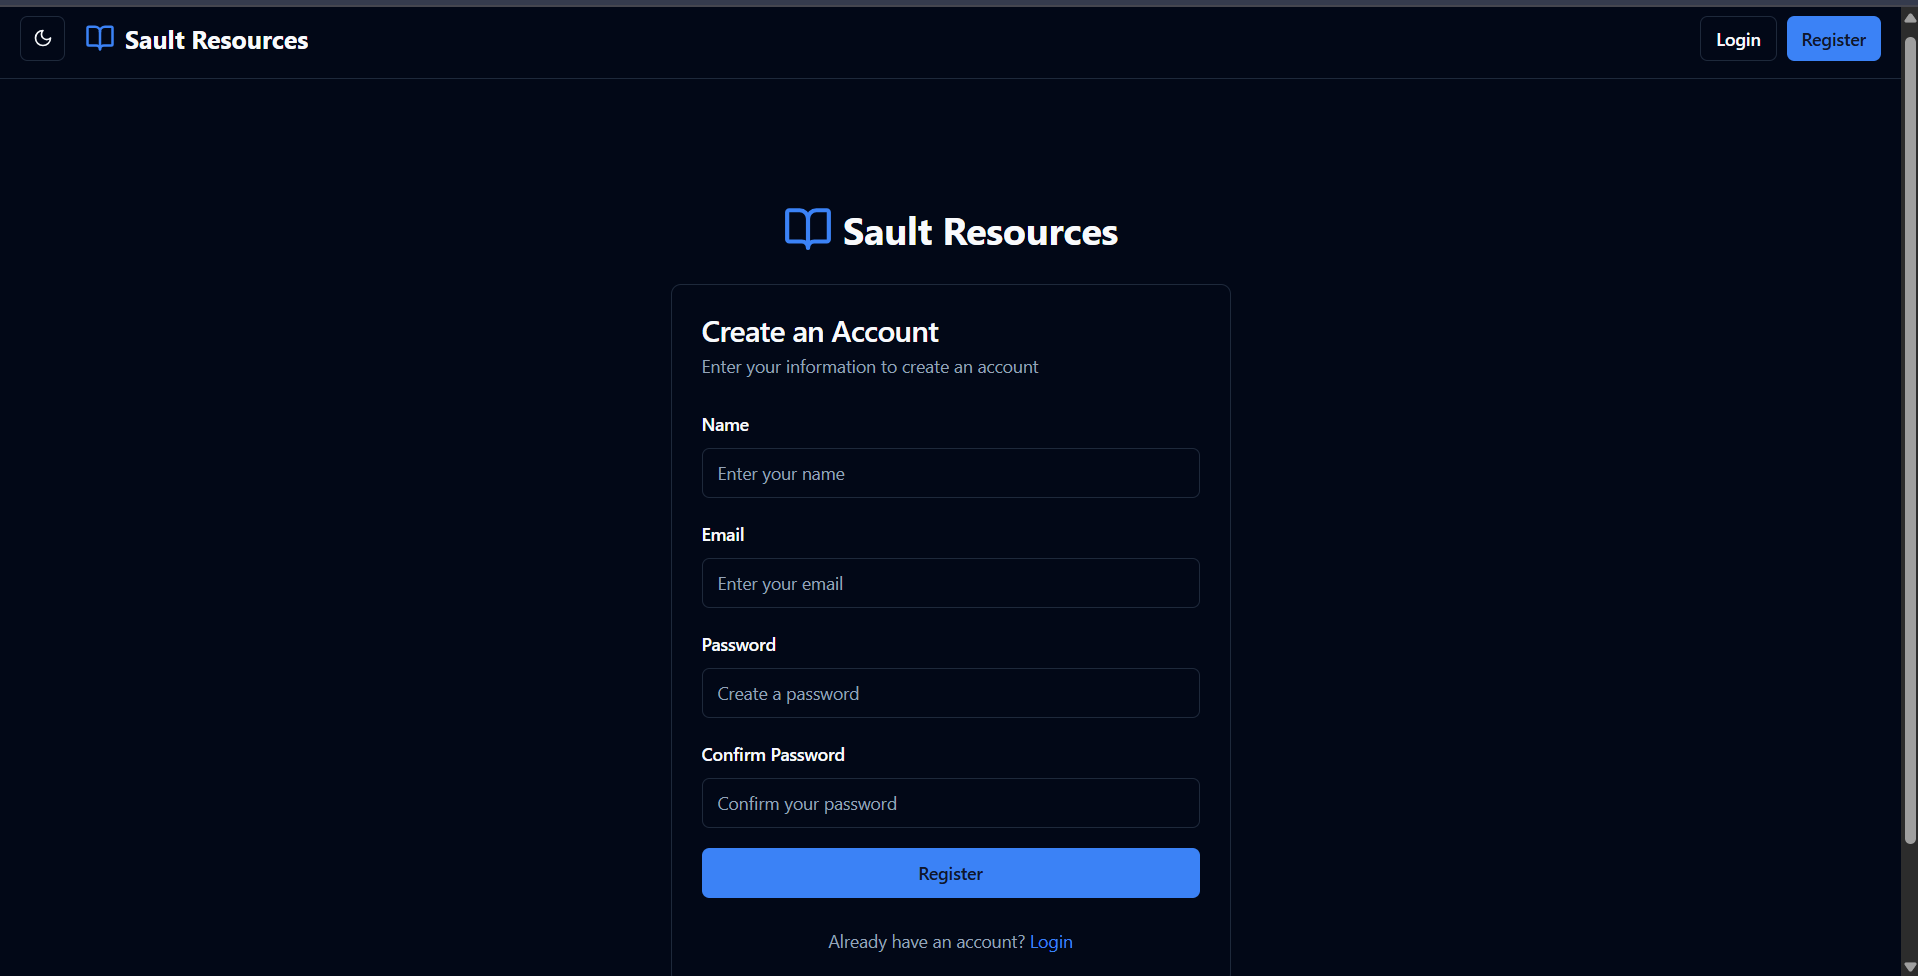 Sault Resources
Login
Register
Sault Resources
Create an Account
Enter your information to create an account
Name
Enter your name
Email
Enter your email
Password
Create a password
Confirm Password
Confirm your password
Register
Already have an account? Login